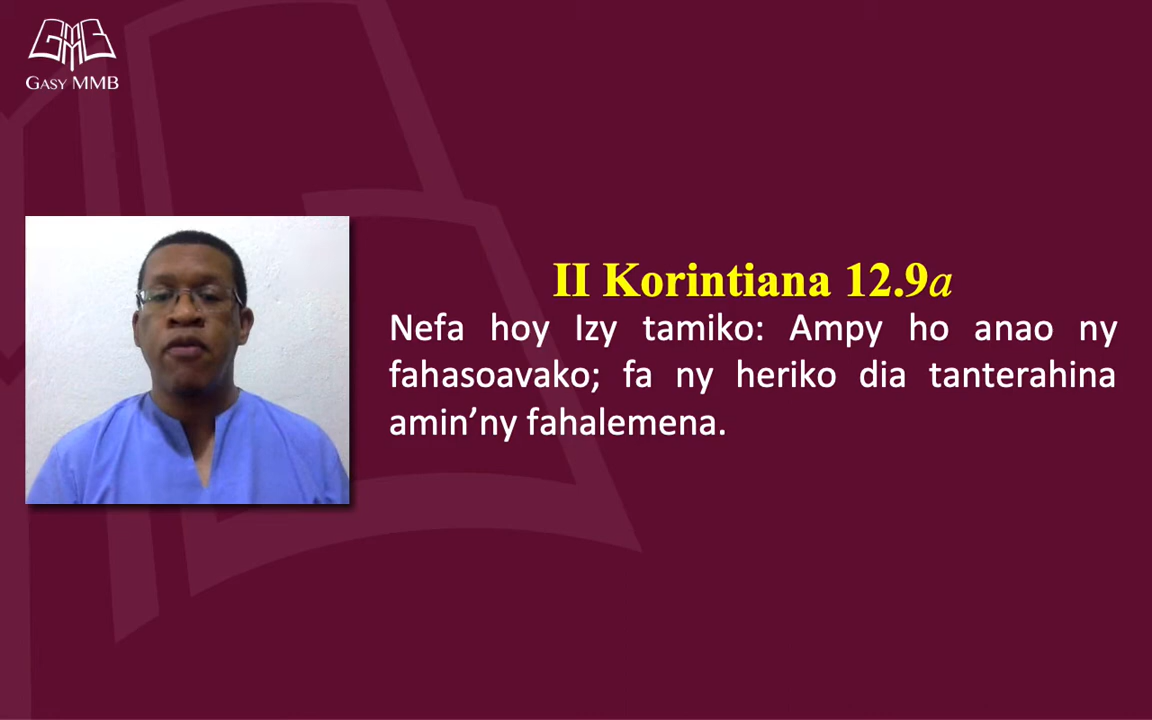 GASY MMB
II Korintiana 12.9a
Nefa hoy Izy tamiko: Ampy ho anao ny
fahasoavako; fa ny heriko dia tanterahina
amin’ny fahalemena.